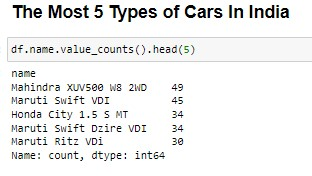 The Most 5 Types of Cars In India
df.name.value_counts().head(5)
name
Mahindra XUV500 W8 2WD    49
Maruti Swift VDI          45
Honda City 1.5 S MT       34
Maruti Swift Dzire VDI    34
Maruti Ritz VDi           30
Name: count, dtype: int64